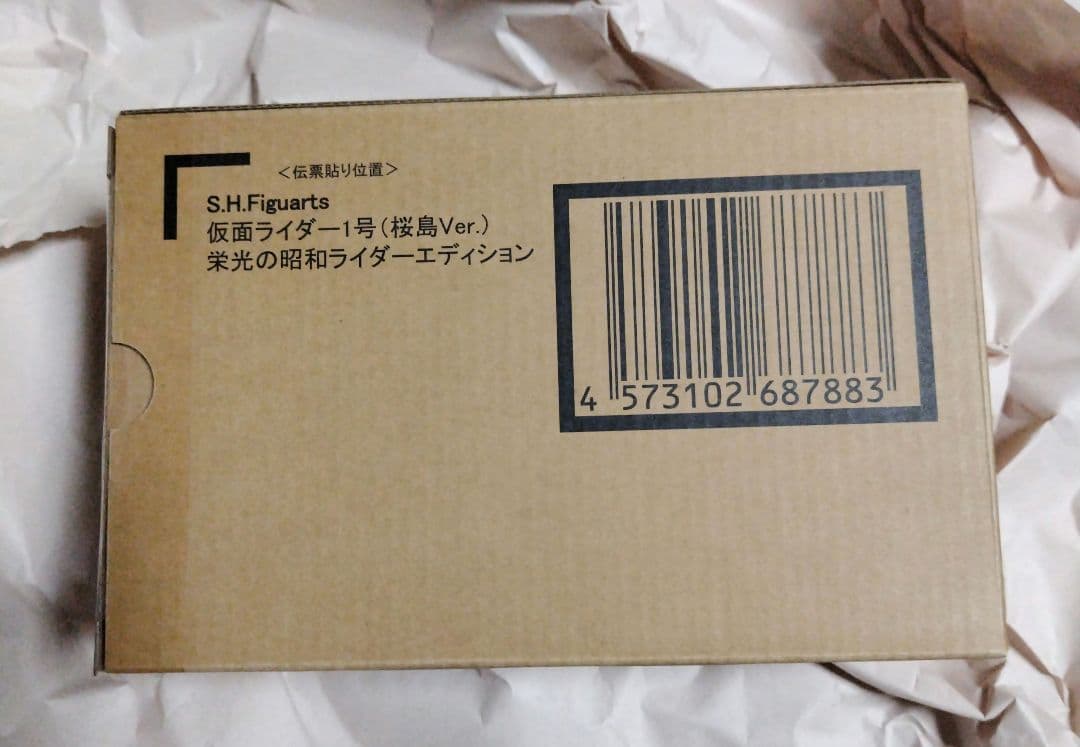 ＜伝票貼り位置＞
S.H.Figuarts
仮面ライダー1号（桜島Ver.）
栄光の昭和ライダーエディション
4 573102 687883